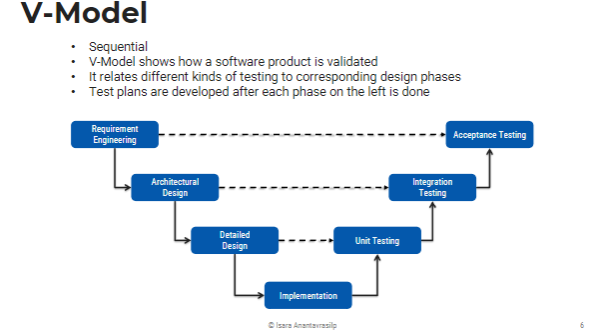 V-Model
• Sequential
• V-Model shows how a software product is validated
• It relates different kinds of testing to corresponding design phases
• Test plans are developed after each phase on the left is done
Requirement
Engineering
Acceptance Testing
Architectural
Design
Integration
Testing
Detailed
Design
Unit Testing
Implementation
© Isara Anantavrasilp
6